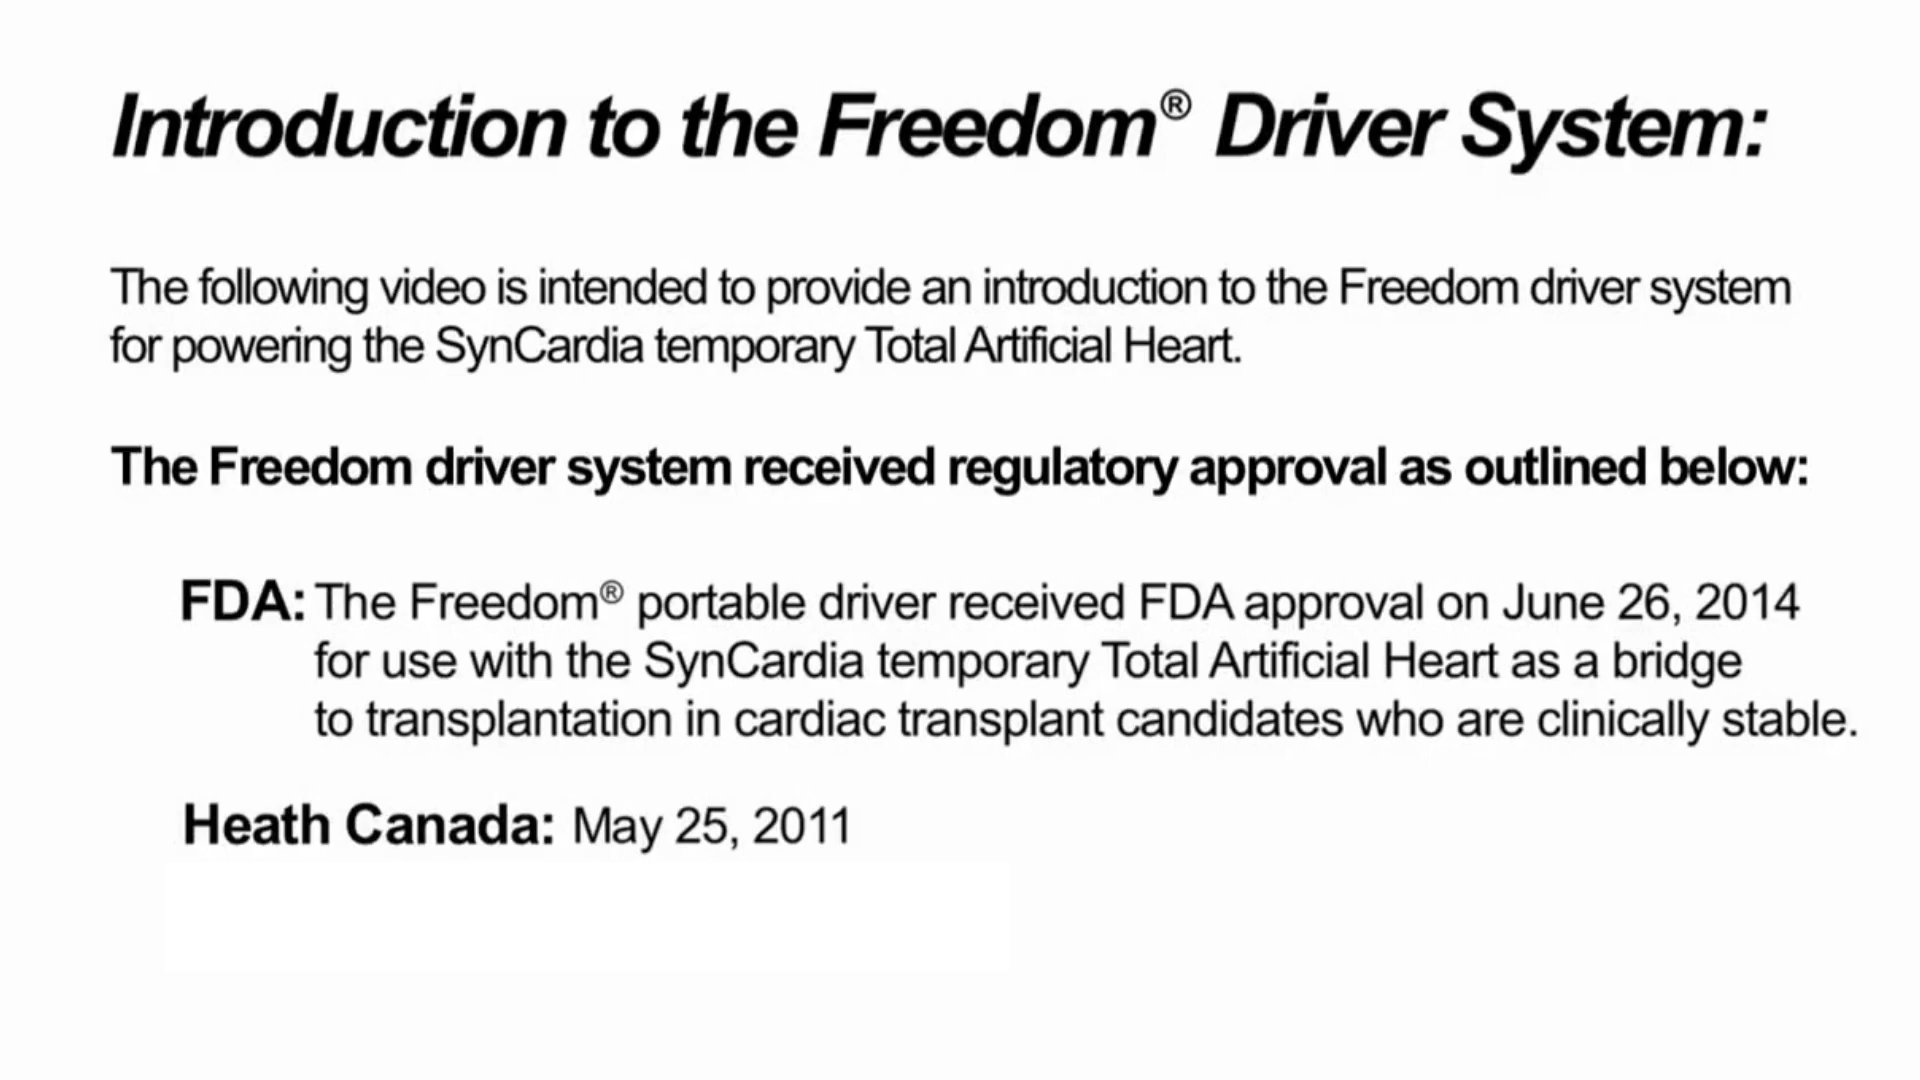 Introduction to the Freedom® Driver System:
The following video is intended to provide an introduction to the Freedom driver system
for powering the SynCardia temporary Total Artificial Heart.
The Freedom driver system received regulatory approval as outlined below:
FDA: The Freedom® portable driver received FDA approval on June 26, 2014
for use with the SynCardia temporary Total Artificial Heart as a bridge
to transplantation in cardiac transplant candidates who are clinically stable.
Heath Canada: May 25, 2011